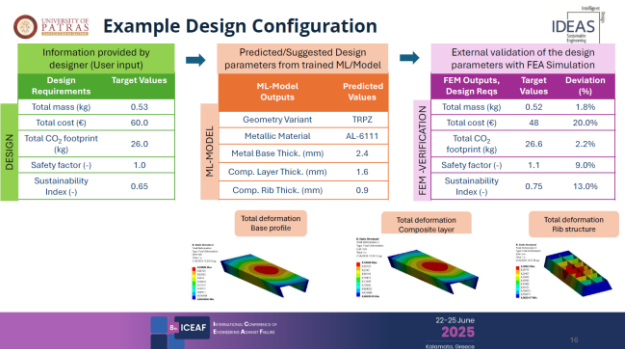 UNIVERSITY OF
PATRAS
Example Design Configuration
IDEAS
Information provided by
designer (User input)
Predicted/Suggested Design
parameters from trained ML/Model
External validation of the design
parameters with FEA Simulation
DESIGN
Design Requirements Target Values
Total mass (kg) 0.53
Total cost (€) 60.0
Total CO₂ footprint (kg) 26.0
Safety factor (-) 1.0
Sustainability Index (-) 0.65
ML-MODEL
ML-Model Outputs Predicted Values
Geometry Variant TRPZ
Metallic Material AL-6111
Metal Base Thick. (mm) 2.4
Comp. Layer Thick. (mm) 1.6
Comp. Rib Thick. (mm) 0.9
FEM -VERIFICATION
FEM Outputs, Design Reqs Target Values Deviation (%)
Total mass (kg) 0.52 1.8%
Total cost (€) 48 20.0%
Total CO₂ footprint (kg) 26.6 2.2%
Safety factor (-) 1.1 9.0%
Sustainability Index (-) 0.75 13.0%
Total deformation
Base profile
Total deformation
Composite layer
Total deformation
Rib structure
ICEAF
INTERNATIONAL CONFERENCE OF
ENGINEERING AGAINST FAILURE
22-25 June
2025
Kalamata, Greece
16